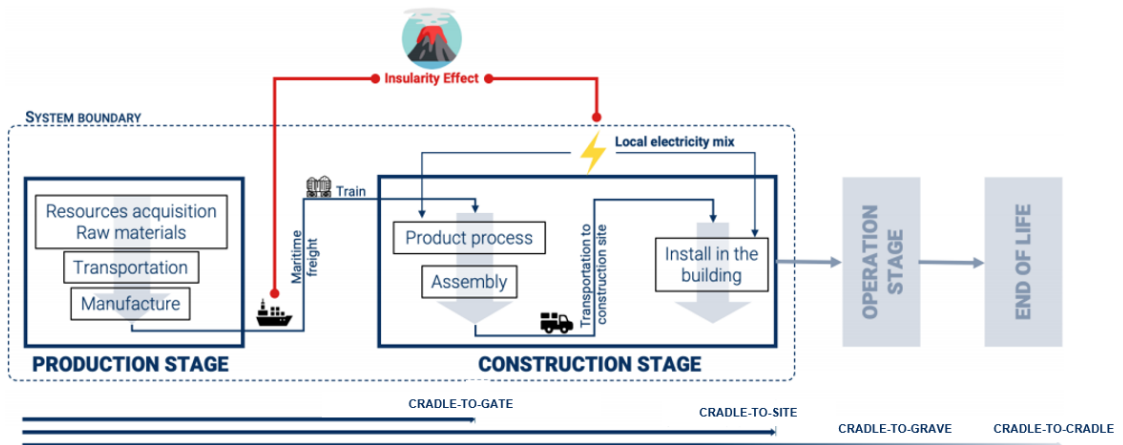 Insularity Effect
SYSTEM BOUNDARY
Local electricity mix
Train
Resources acquisition
Raw materials
Transportation
Manufacture
Maritime
freight
Product process
Assembly
Transportation to
construction site
Install in the
building
OPERATION
STAGE
END OF LIFE
PRODUCTION STAGE
CONSTRUCTION STAGE
CRADLE-TO-GATE
CRADLE-TO-SITE
CRADLE-TO-GRAVE
CRADLE-TO-CRADLE